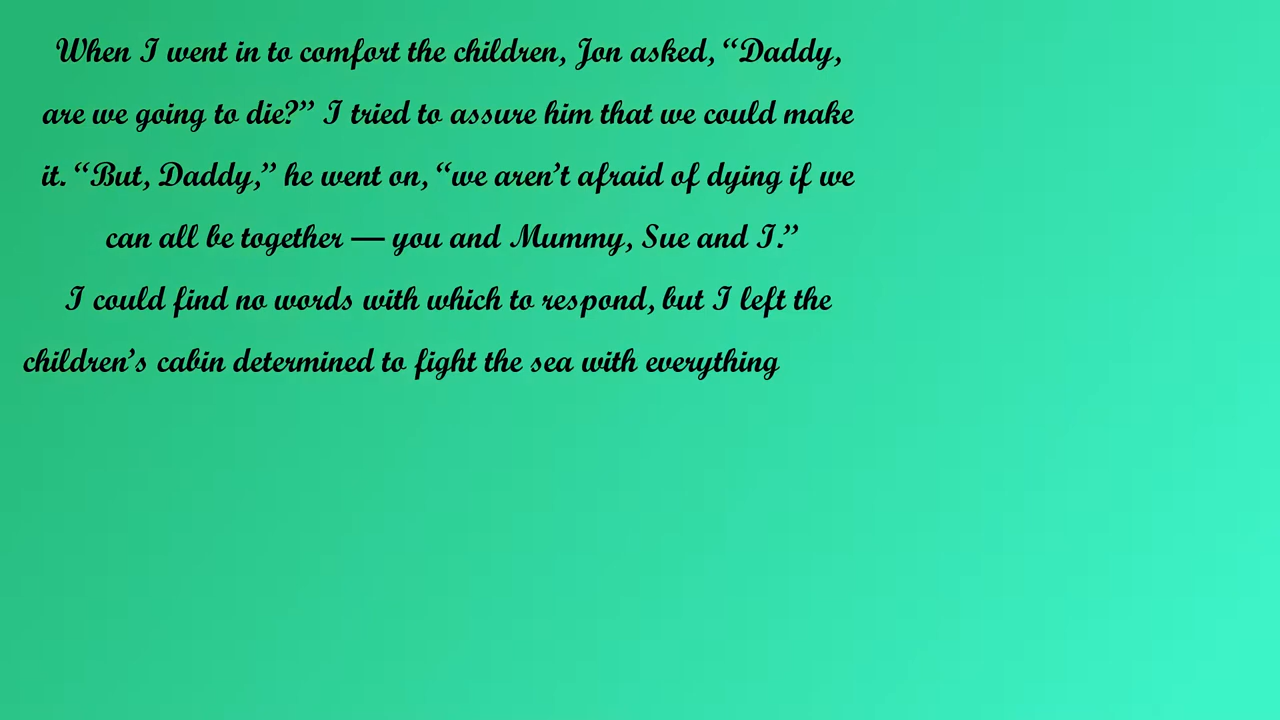 When I went in to comfort the children, Jon asked, “Daddy,
are we going to die?” I tried to assure him that we could make
it. “But, Daddy,” he went on, “we aren’t afraid of dying if we
can all be together — you and Mummy, Sue and I.”
I could find no words with which to respond, but I left the
children’s cabin determined to fight the sea with everything